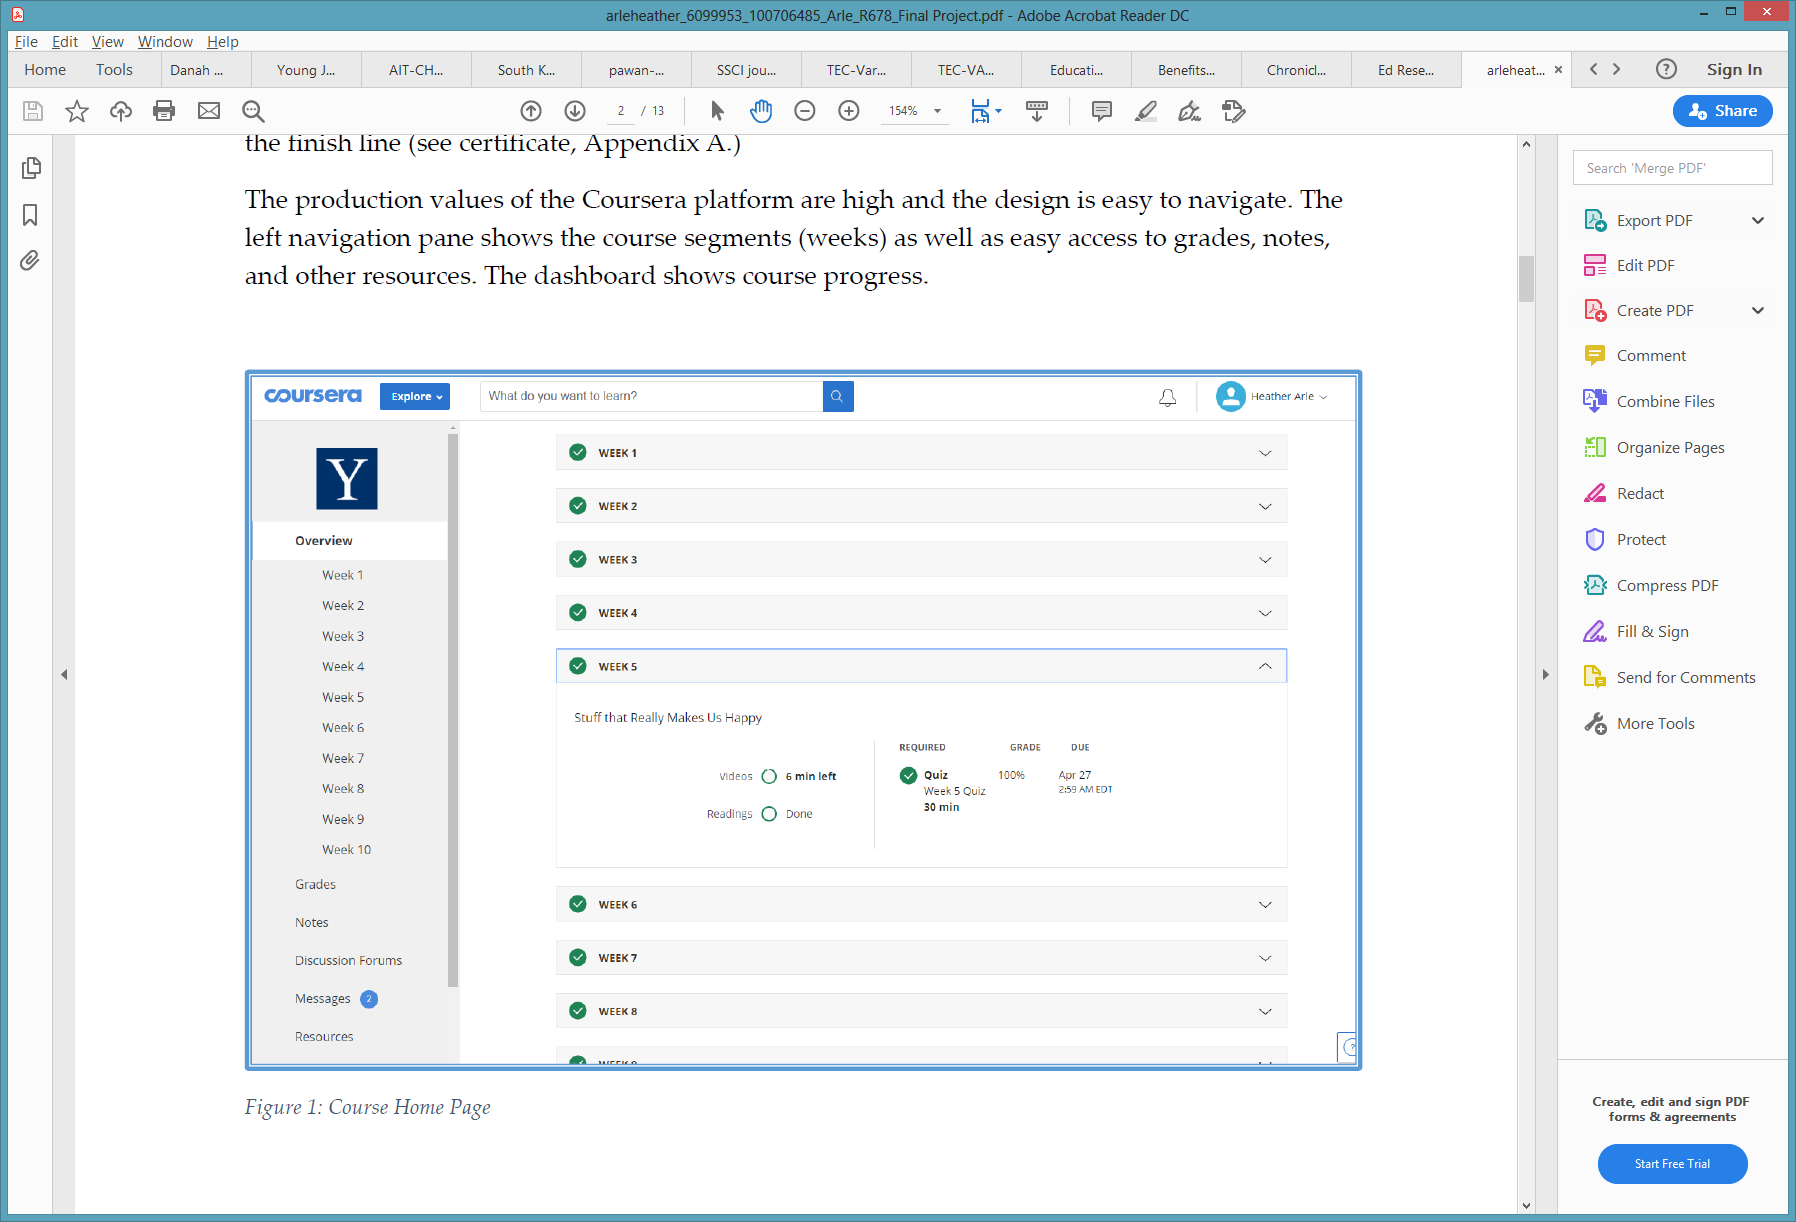 arleheather_6099953_100706485_Arle_R678_Final Project.pdf - Adobe Acrobat Reader DC
File Edit View Window Help
Home Tools Danah ... Young J... AIT-CH... South K... pawan-... SSCI jou... TEC-Var... TEC-VA... Educati... Benefits... Chronicl... Ed Rese... arleheat... Sign In
2 / 13 154% Share
the finish line (see certificate, Appendix A.)
The production values of the Coursera platform are high and the design is easy to navigate. The
left navigation pane shows the course segments (weeks) as well as easy access to grades, notes,
and other resources. The dashboard shows course progress.
coursera Explore What do you want to learn? Heather Arle
Y
Overview
Week 1
Week 2
Week 3
Week 4
Week 5
Week 6
Week 7
Week 8
Week 9
Week 10
Grades
Notes
Discussion Forums
Messages 2
Resources
WEEK 1
WEEK 2
WEEK 3
WEEK 4
WEEK 5
Stuff that Really Makes Us Happy
Videos 6 min left
Readings Done
REQUIRED GRADE DUE
Quiz 100% Apr 27
Week 5 Quiz 2:59 AM EDT
30 min
WEEK 6
WEEK 7
WEEK 8
WEEK 9
Figure 1: Course Home Page
Search 'Merge PDF'
Export PDF
Edit PDF
Create PDF
Comment
Combine Files
Organize Pages
Redact
Protect
Compress PDF
Fill & Sign
Send for Comments
More Tools
Create, edit and sign PDF
forms & agreements
Start Free Trial